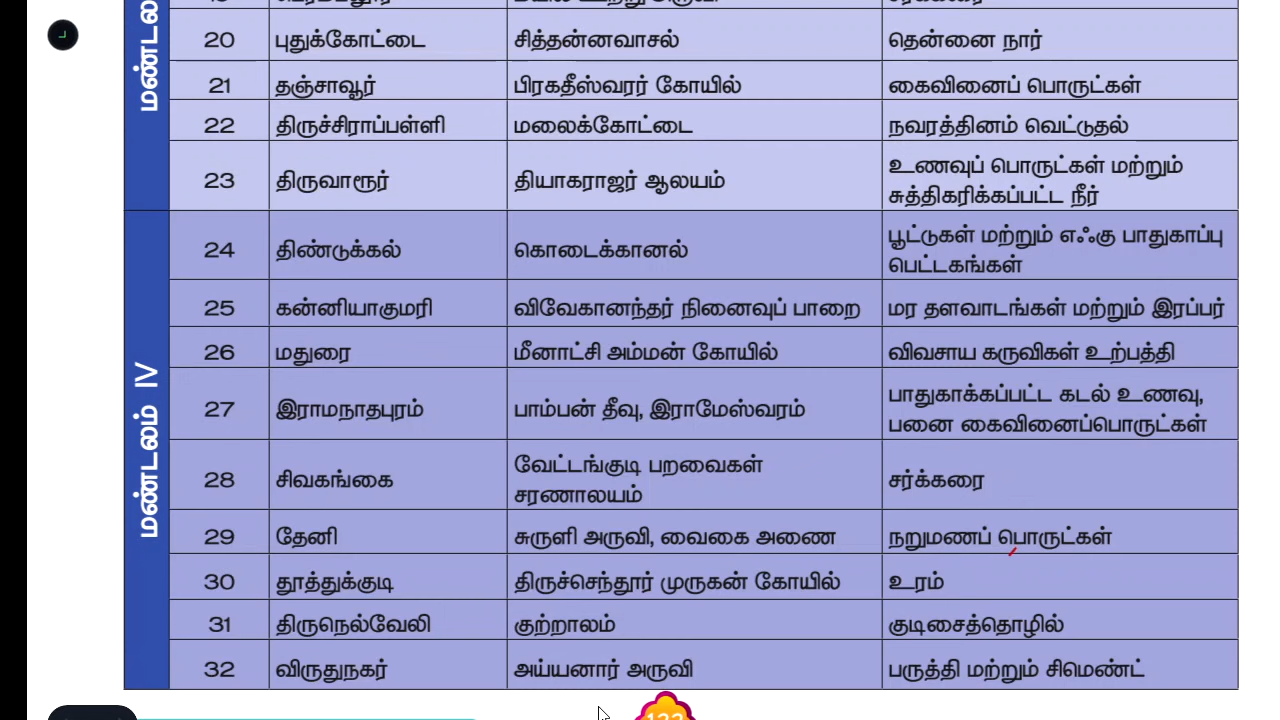 20 புதுக்கோட்டை சித்தன்னவாசல் தென்னை நார்
21 தஞ்சாவூர் பிரகதீஸ்வரர் கோயில் கைவினைப் பொருட்கள்
22 திருச்சிராப்பள்ளி மலைக்கோட்டை நவரத்தினம் வெட்டுதல்
23 திருவாரூர் தியாகராஜர் ஆலயம் உணவுப் பொருட்கள் மற்றும்
சுத்திகரிக்கப்பட்ட நீர்
மண்டலம் IV
24 திண்டுக்கல் கொடைக்கானல் பூட்டுகள் மற்றும் எஃகு பாதுகாப்பு
பெட்டகங்கள்
25 கன்னியாகுமரி விவேகானந்தர் நினைவுப் பாறை மர தளவாடங்கள் மற்றும் இரப்பர்
26 மதுரை மீனாட்சி அம்மன் கோயில் விவசாய கருவிகள் உற்பத்தி
27 இராமநாதபுரம் பாம்பன் தீவு, இராமேஸ்வரம் பாதுகாக்கப்பட்ட கடல் உணவு,
பனை கைவினைப்பொருட்கள்
28 சிவகங்கை வேட்டங்குடி பறவைகள்
சரணாலயம் சர்க்கரை
29 தேனி சுருளி அருவி, வைகை அணை நறுமணப் பொருட்கள்
30 தூத்துக்குடி திருச்செந்தூர் முருகன் கோயில் உரம்
31 திருநெல்வேலி குற்றாலம் குடிசைத்தொழில்
32 விருதுநகர் அய்யனார் அருவி பருத்தி மற்றும் சிமெண்ட்